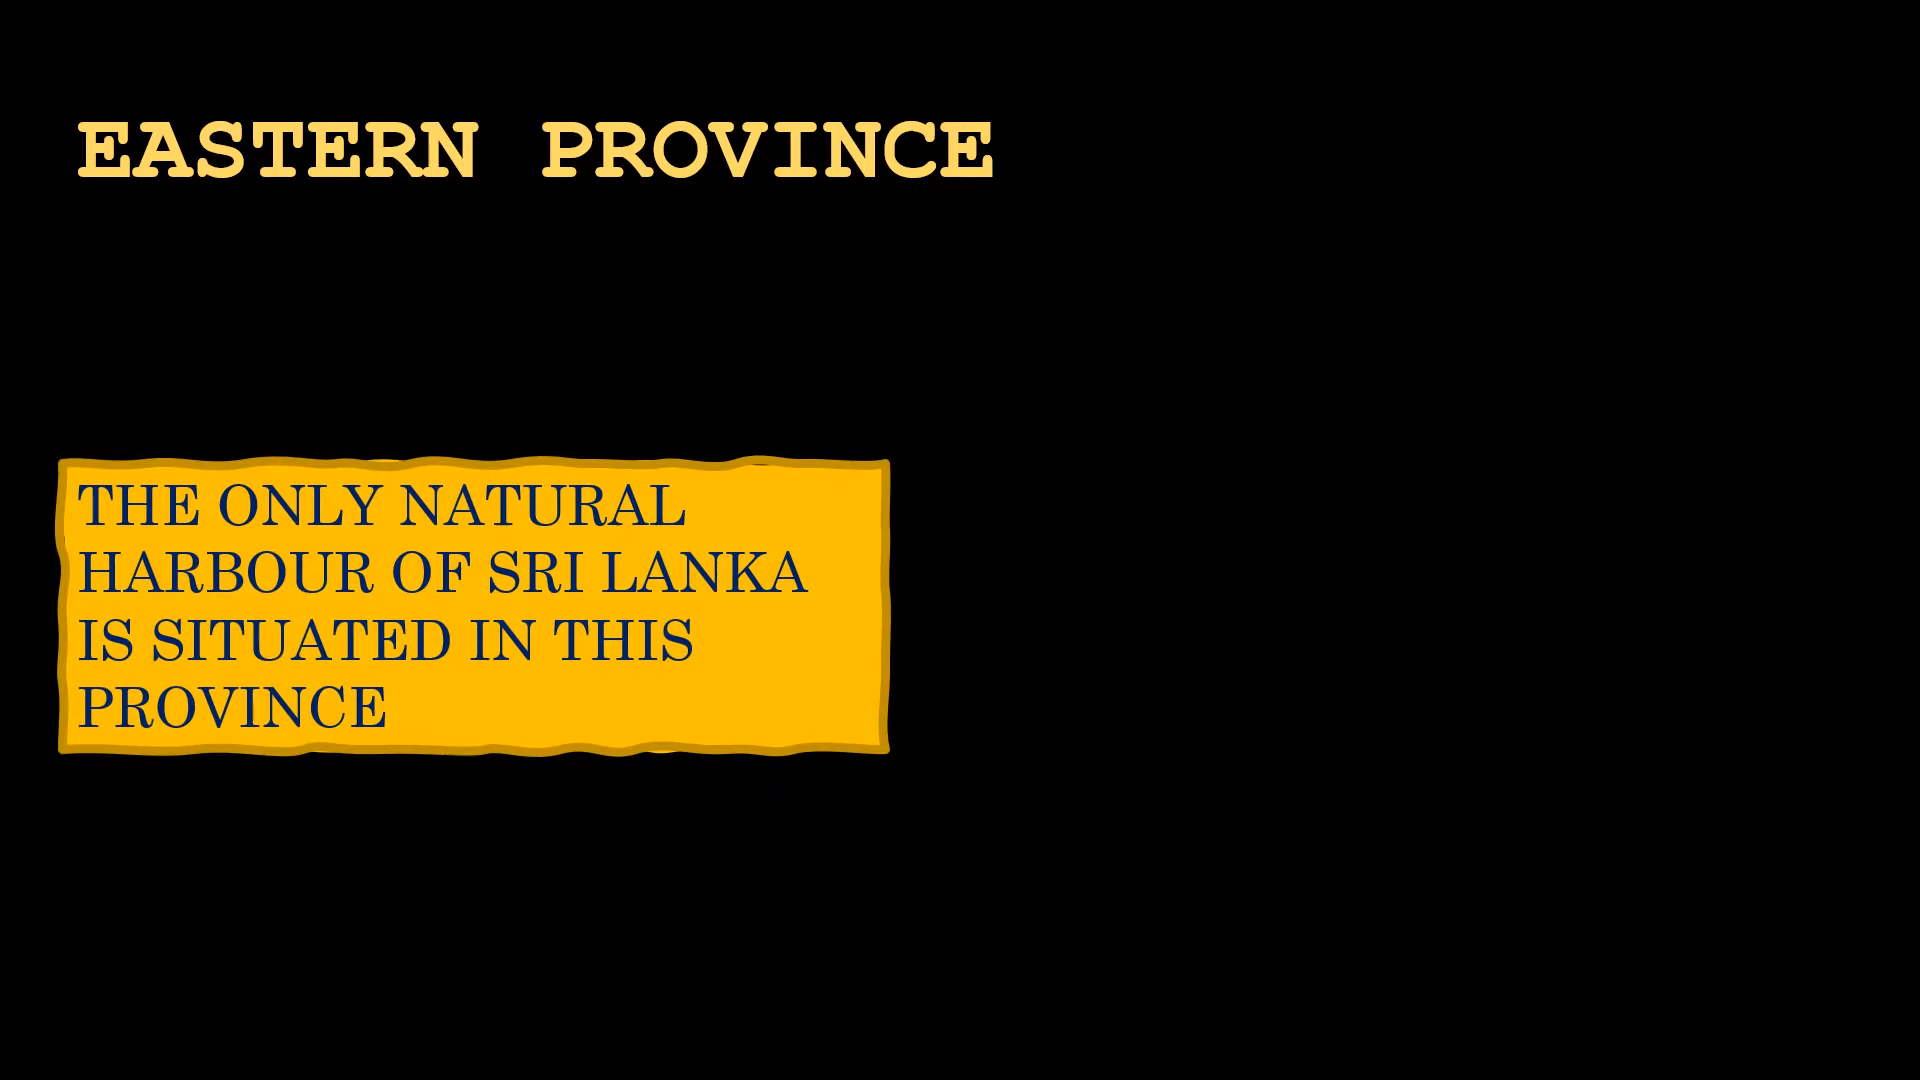 EASTERN PROVINCE
THE ONLY NATURAL
HARBOUR OF SRI LANKA
IS SITUATED IN THIS
PROVINCE